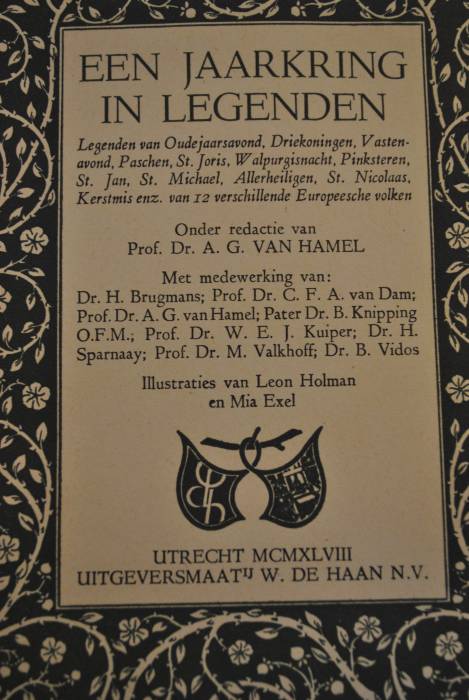 EEN JAARKRING
IN LEGENDEN
Legenden van Oudejaarsavond, Driekoningen, Vasten-
avond, Paschen, St. Joris, Walpurgisnacht, Pinksteren,
St. Jan, St. Michael, Allerheiligen, St. Nicolaas,
Kerstmis enz. van 12 verschillende Europeesche volken
Onder redactie van
Prof. Dr. A. G. VAN HAMEL
Met medewerking van:
Dr. H. Brugmans; Prof. Dr. C. F. A. van Dam;
Prof. Dr. A. G. van Hamel; Pater Dr. B. Knipping
O.F.M.; Prof. Dr. W. E. J. Kuiper; Dr. H.
Sparnaay; Prof. Dr. M. Valkhoff; Dr. B. Vidos
Illustraties van Leon Holman
en Mia Exel
UTRECHT MCMXLVIII
UITGEVERSMAATIJ W. DE HAAN N.V.